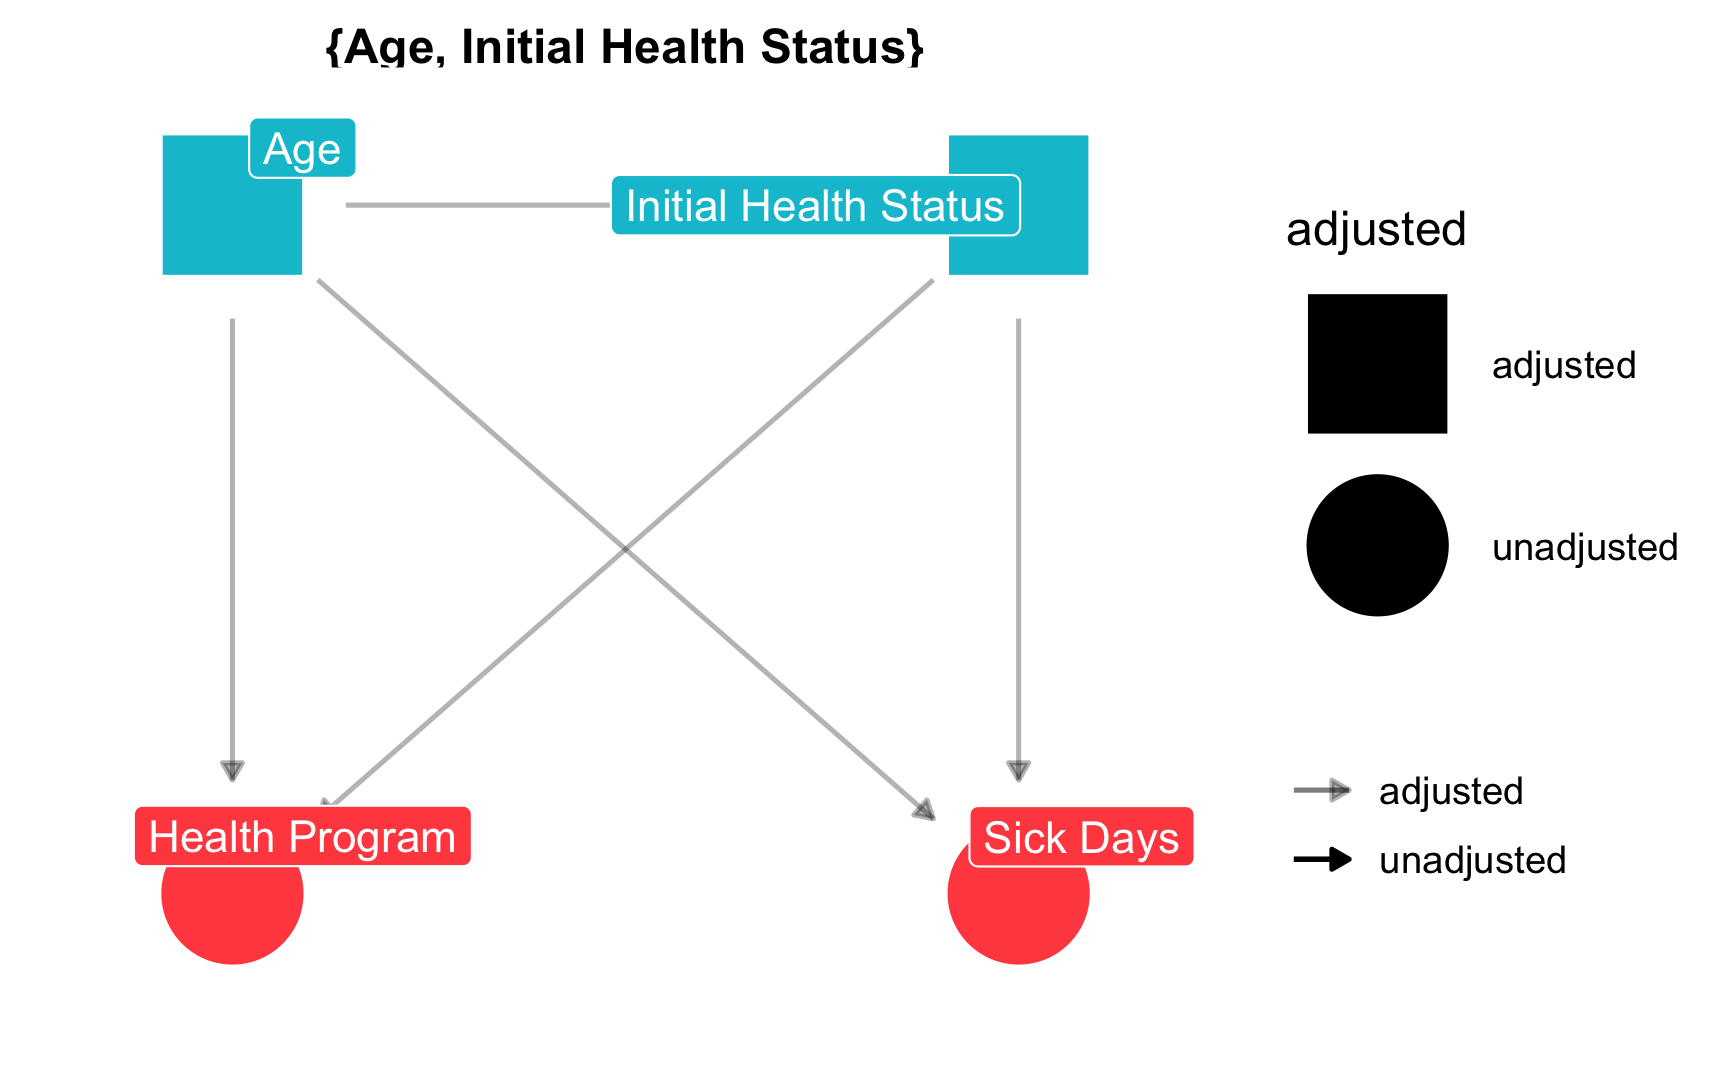 {Age, Initial Health Status}
Age
Initial Health Status
Health Program
Sick Days
adjusted
adjusted
unadjusted
adjusted
unadjusted